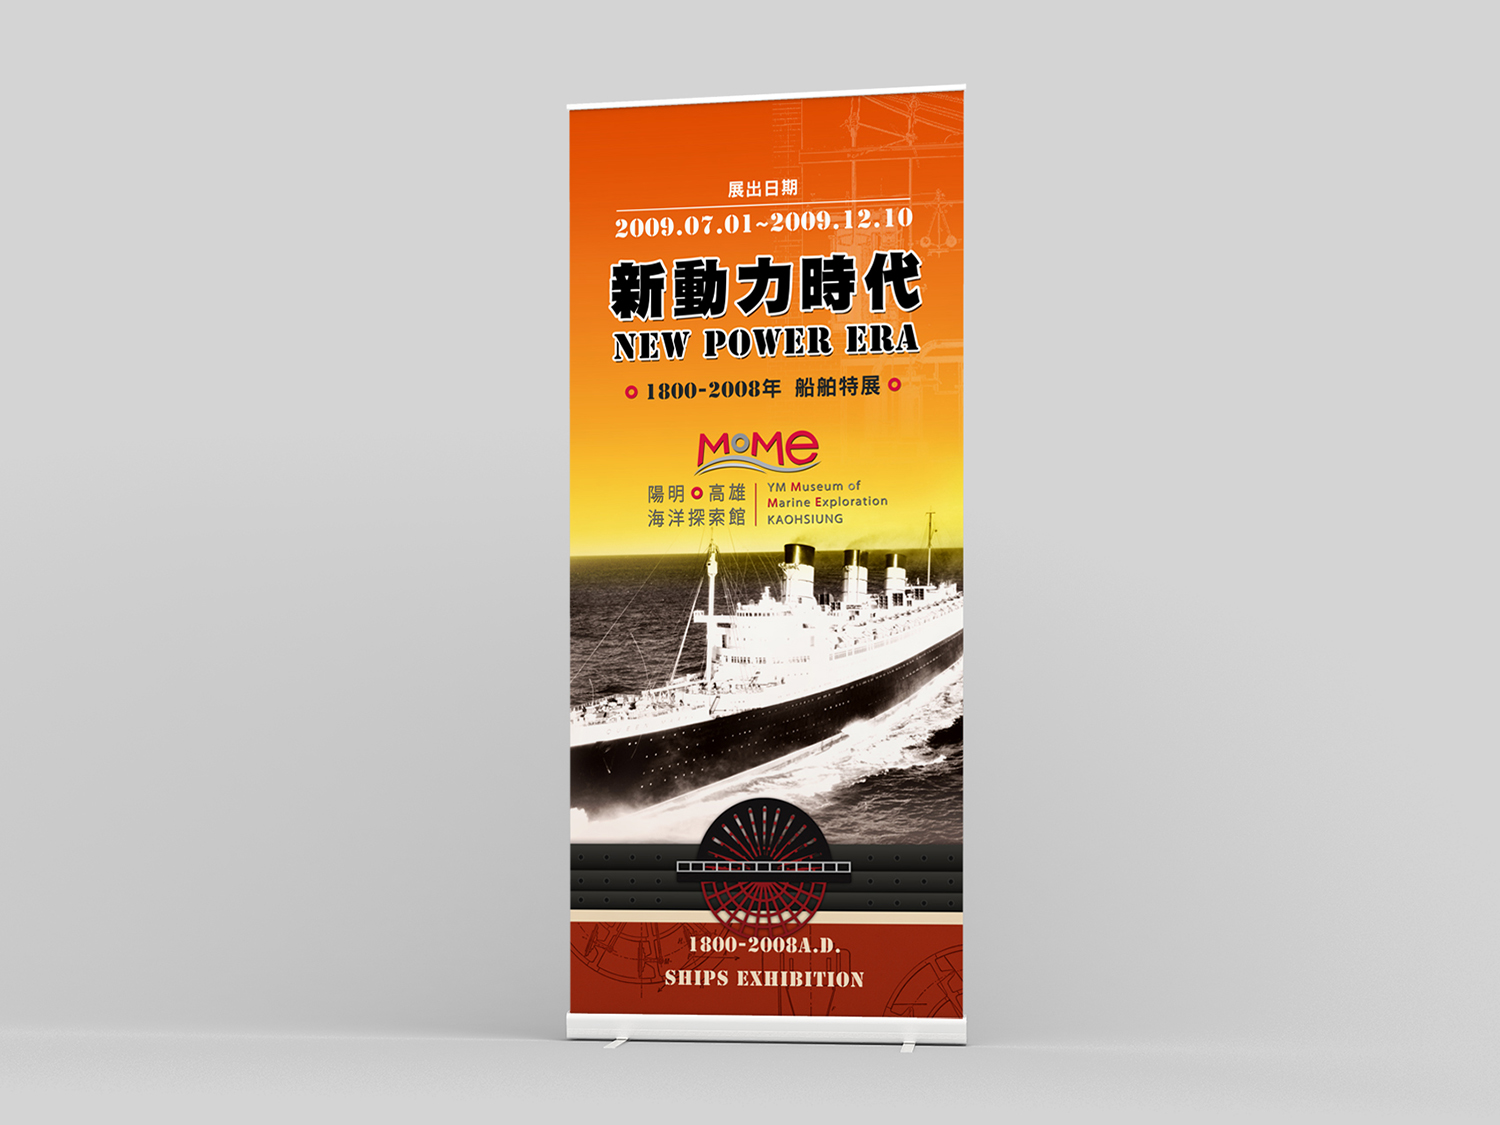 展出日期
2009.07.01~2009.12.10
新動力時代
NEW POWER ERA
1800-2008年 船舶特展
MOME
陽明 高雄
海洋探索館
YM Museum of
Marine Exploration
KAOHSIUNG
1800-2008A.D.
SHIPS EXHIBITION